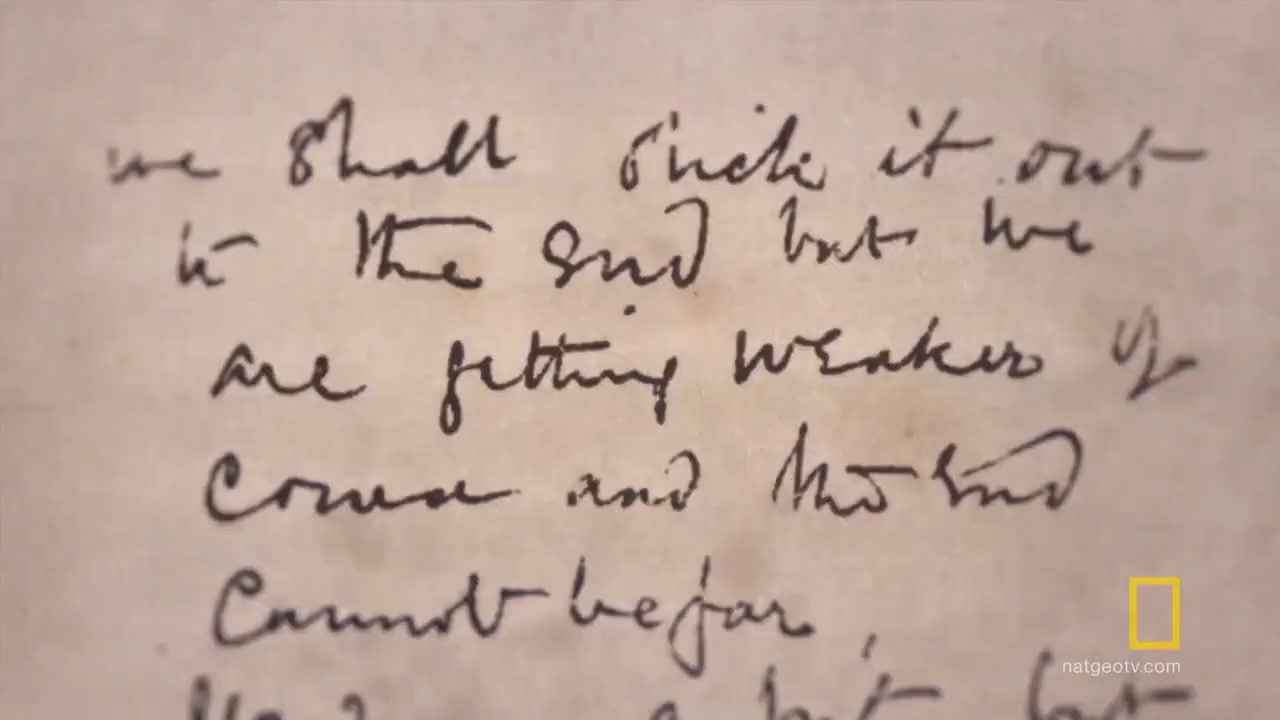 we shall stick it out
to the End but we
are getting weaker of
course and the End
cannot be far,
natgeotv.com